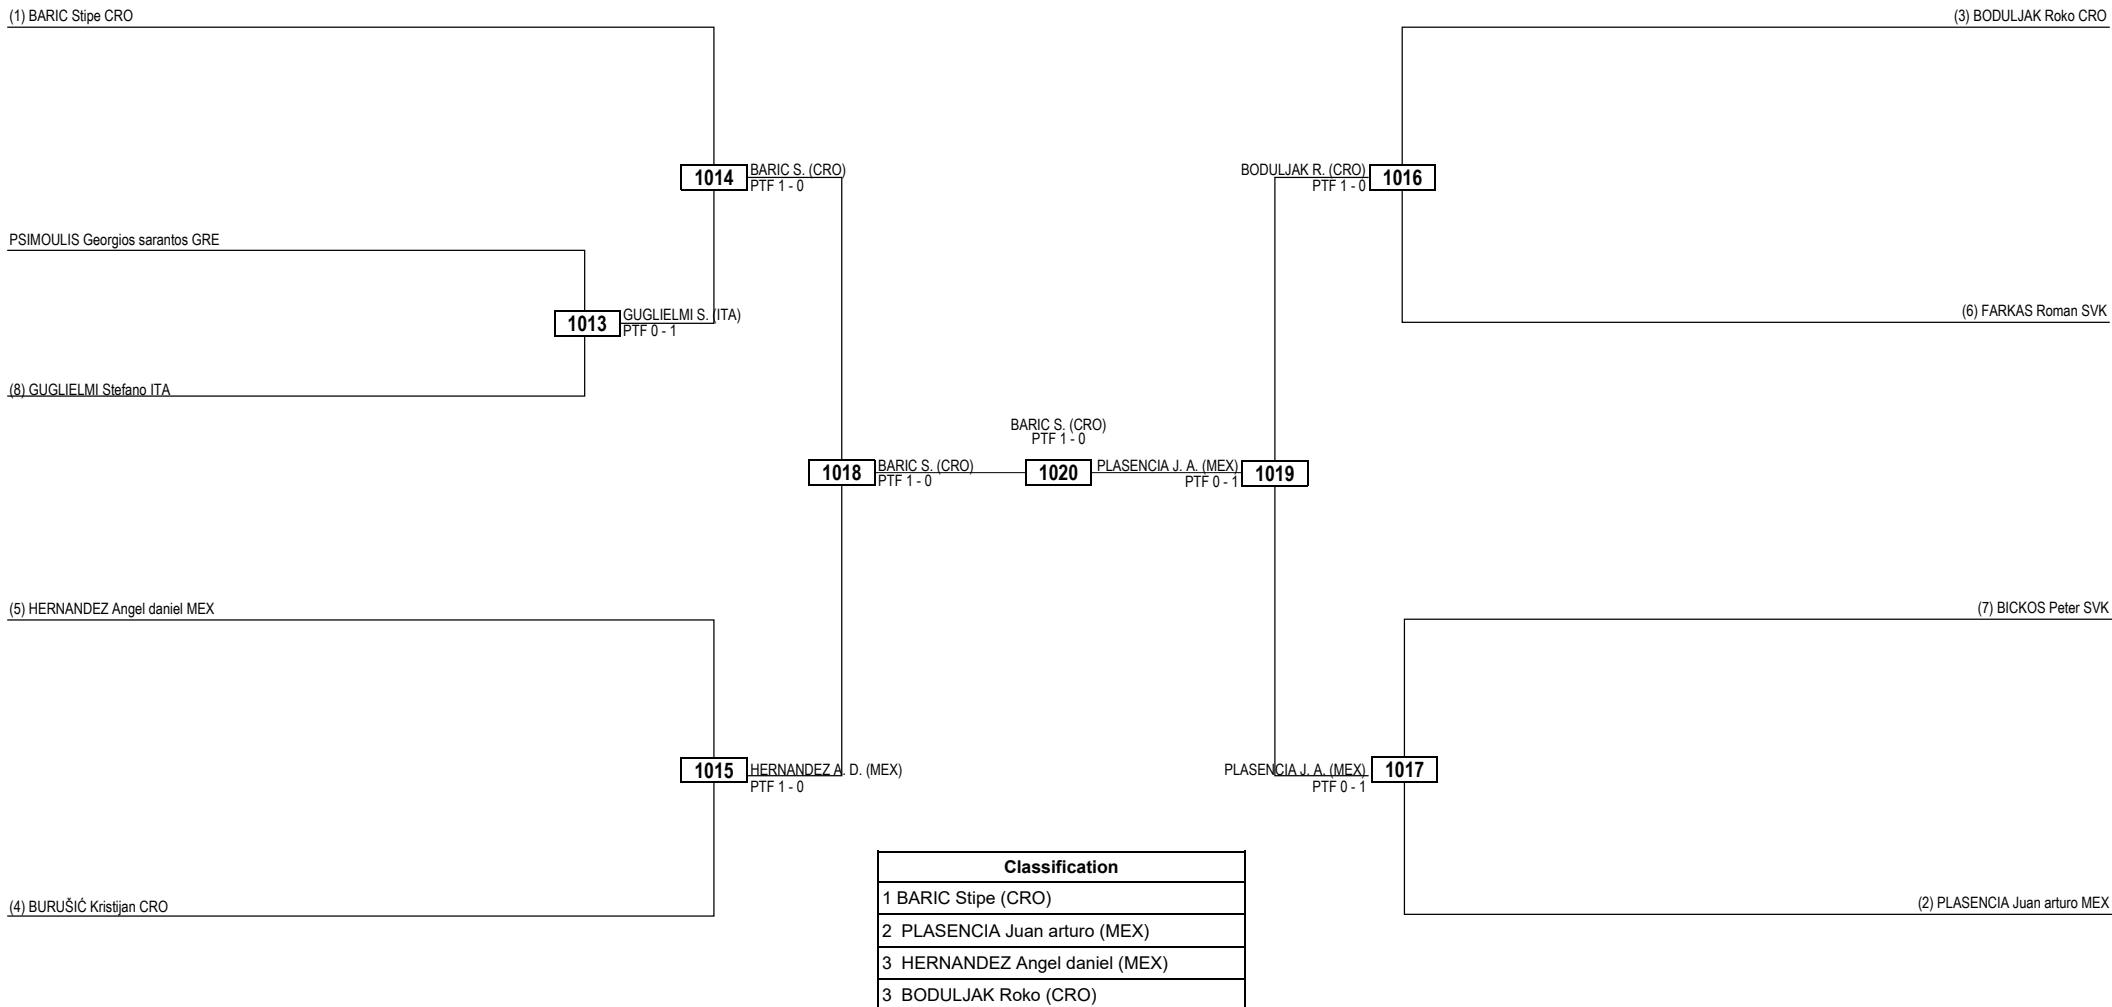 (1) BARIC Stipe CRO
(3) BODULJAK Roko CRO
1014
BARIC S. (CRO)
PTF 1 - 0
BODULJAK R. (CRO)
PTF 1 - 0
1016
PSIMOULIS Georgios sarantos GRE
1013
GUGLIELMI S. (ITA)
PTF 0 - 1
(6) FARKAS Roman SVK
(8) GUGLIELMI Stefano ITA
BARIC S. (CRO)
PTF 1 - 0
1018
BARIC S. (CRO)
PTF 1 - 0
1020
PLASENCIA J. A. (MEX)
PTF 0 - 1
1019
(5) HERNANDEZ Angel daniel MEX
(7) BICKOS Peter SVK
1015
HERNANDEZ A. D. (MEX)
PTF 1 - 0
PLASENCIA J. A. (MEX)
PTF 0 - 1
1017
(4) BURUŠIĆ Kristijan CRO
(2) PLASENCIA Juan arturo MEX
Classification
1 BARIC Stipe (CRO)
2 PLASENCIA Juan arturo (MEX)
3 HERNANDEZ Angel daniel (MEX)
3 BODULJAK Roko (CRO)